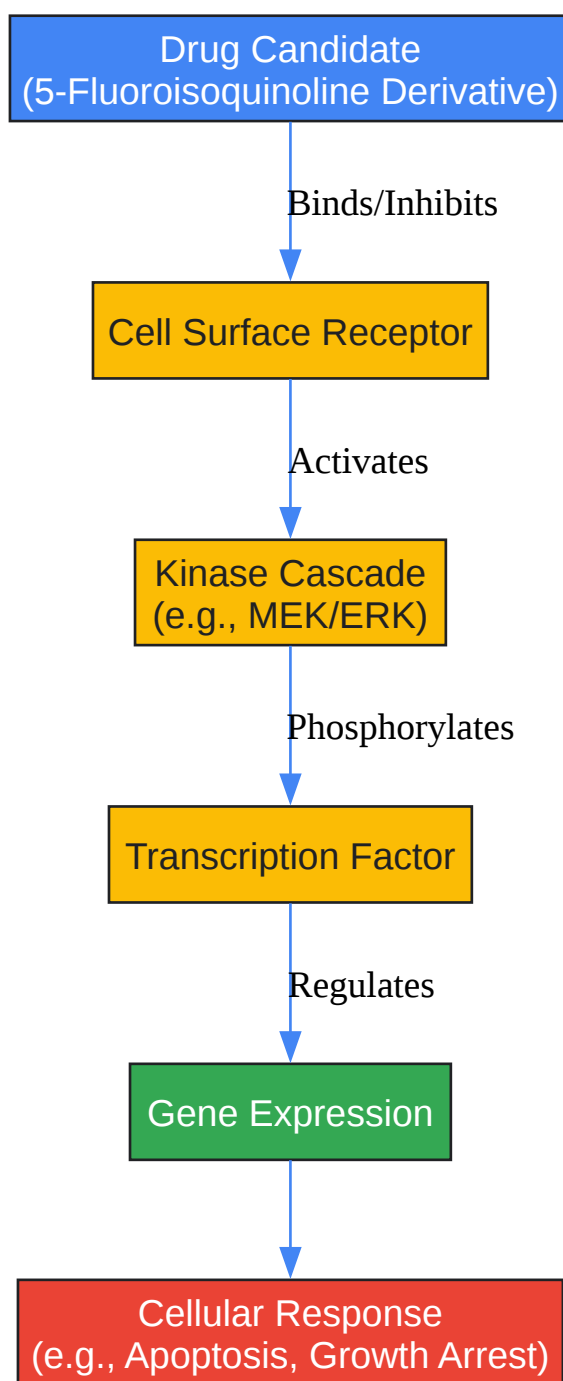 Drug Candidate
(5-Fluoroisoquinoline Derivative)
Binds/Inhibits
Cell Surface Receptor
Activates
Kinase Cascade
(e.g., MEK/ERK)
Phosphorylates
Transcription Factor
Regulates
Gene Expression
Cellular Response
(e.g., Apoptosis, Growth Arrest)